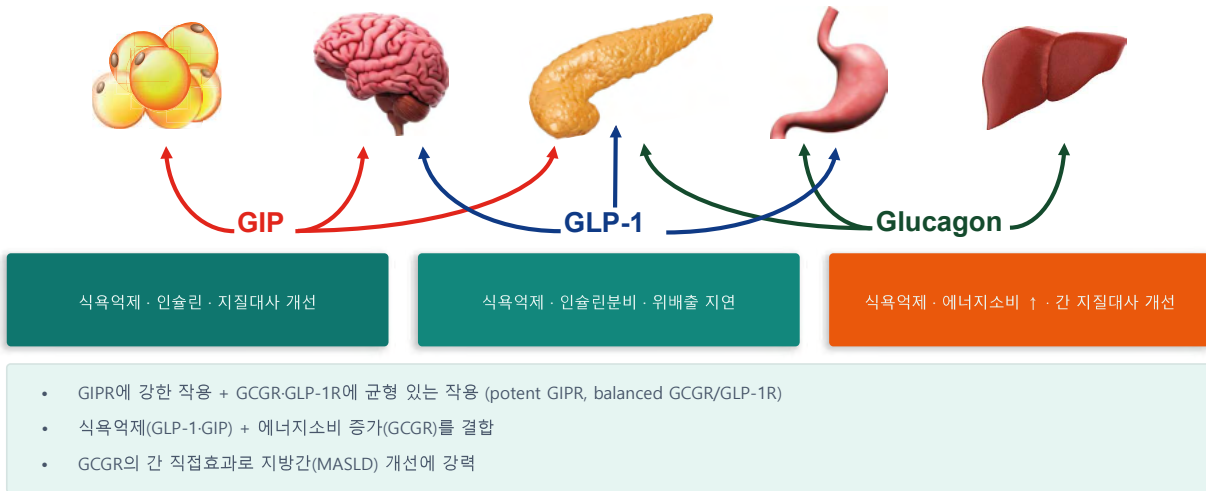 GIP
GLP-1
Glucagon
식욕억제 · 인슐린 · 지질대사 개선
식욕억제 · 인슐린분비 · 위배출 지연
식욕억제 · 에너지소비 ↑ · 간 지질대사 개선
• GIPR에 강한 작용 + GCGR·GLP-1R에 균형 있는 작용 (potent GIPR, balanced GCGR/GLP-1R)
• 식욕억제(GLP-1·GIP) + 에너지소비 증가(GCGR)를 결합
• GCGR의 간 직접효과로 지방간(MASLD) 개선에 강력